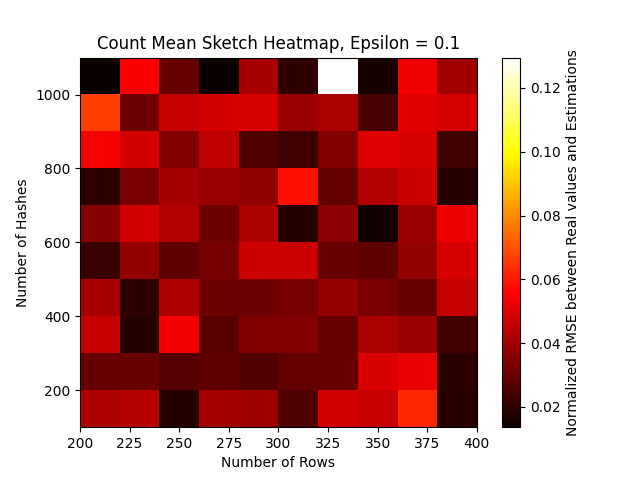 Count Mean Sketch Heatmap, Epsilon = 0.1
Number of Hashes
1000
800
600
400
200
200 225 250 275 300 325 350 375 400
Number of Rows
0.12
0.10
0.08
0.06
0.04
0.02
Normalized RMSE between Real values and Estimations